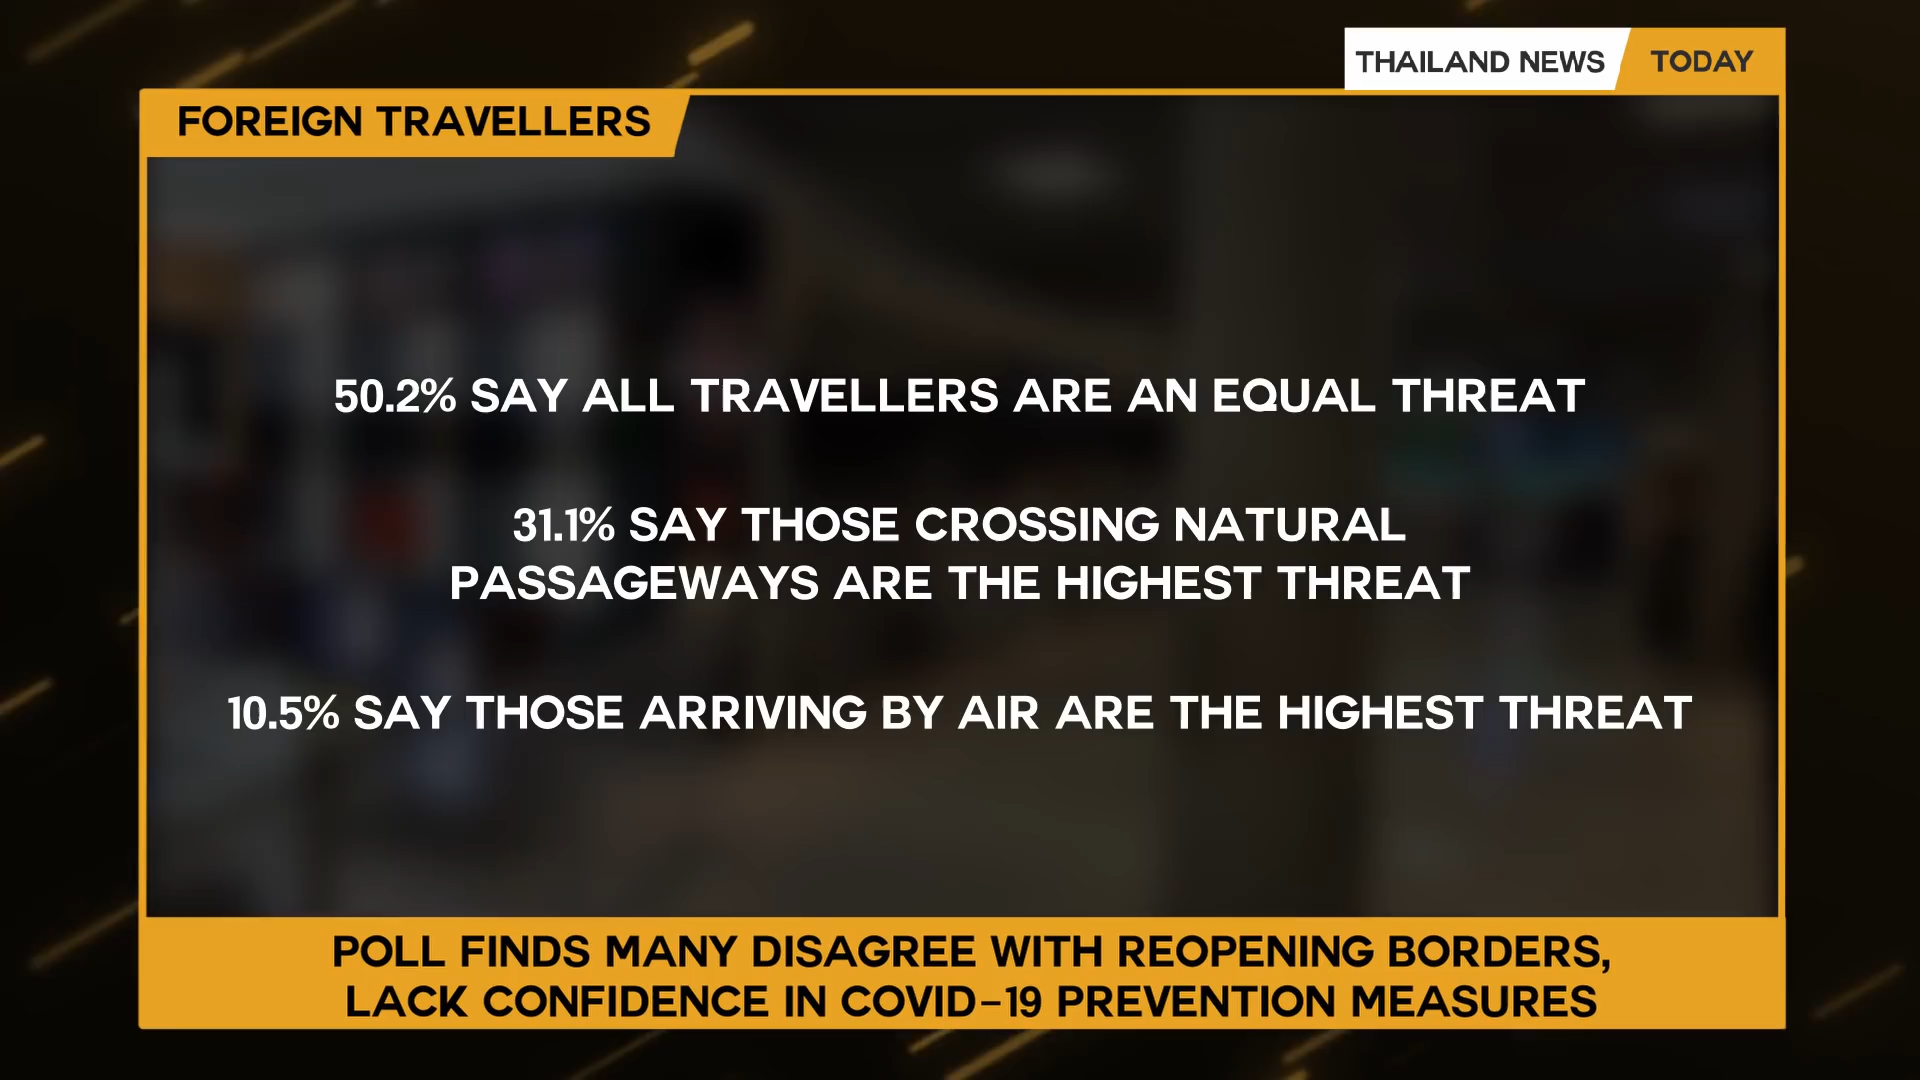 THAILAND NEWS TODAY
FOREIGN TRAVELLERS
50.2% SAY ALL TRAVELLERS ARE AN EQUAL THREAT
31.1% SAY THOSE CROSSING NATURAL
PASSAGEWAYS ARE THE HIGHEST THREAT
10.5% SAY THOSE ARRIVING BY AIR ARE THE HIGHEST THREAT
POLL FINDS MANY DISAGREE WITH REOPENING BORDERS,
LACK CONFIDENCE IN COVID-19 PREVENTION MEASURES